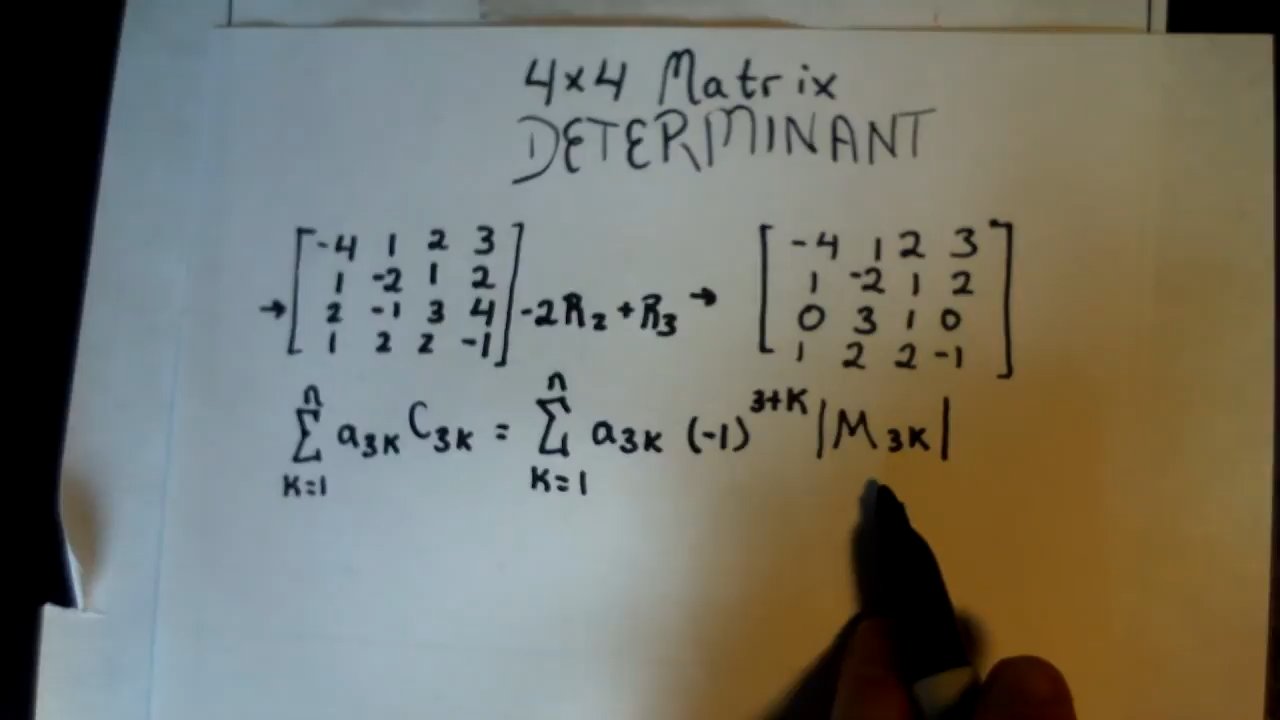 4×4 Matrix
DETERMINANT
[-4 1 2 3] [-4 1 2 3]
[1 -2 1 2] [1 -2 1 2]
→ [2 -1 3 4] -2R₂ + R₃ → [0 3 1 0]
[1 2 2 -1] [1 2 2 -1]
n n
Σ a₃ₖ C₃ₖ = Σ a₃ₖ (-1)³⁺ᴷ |M₃ₖ|
K=1 K=1